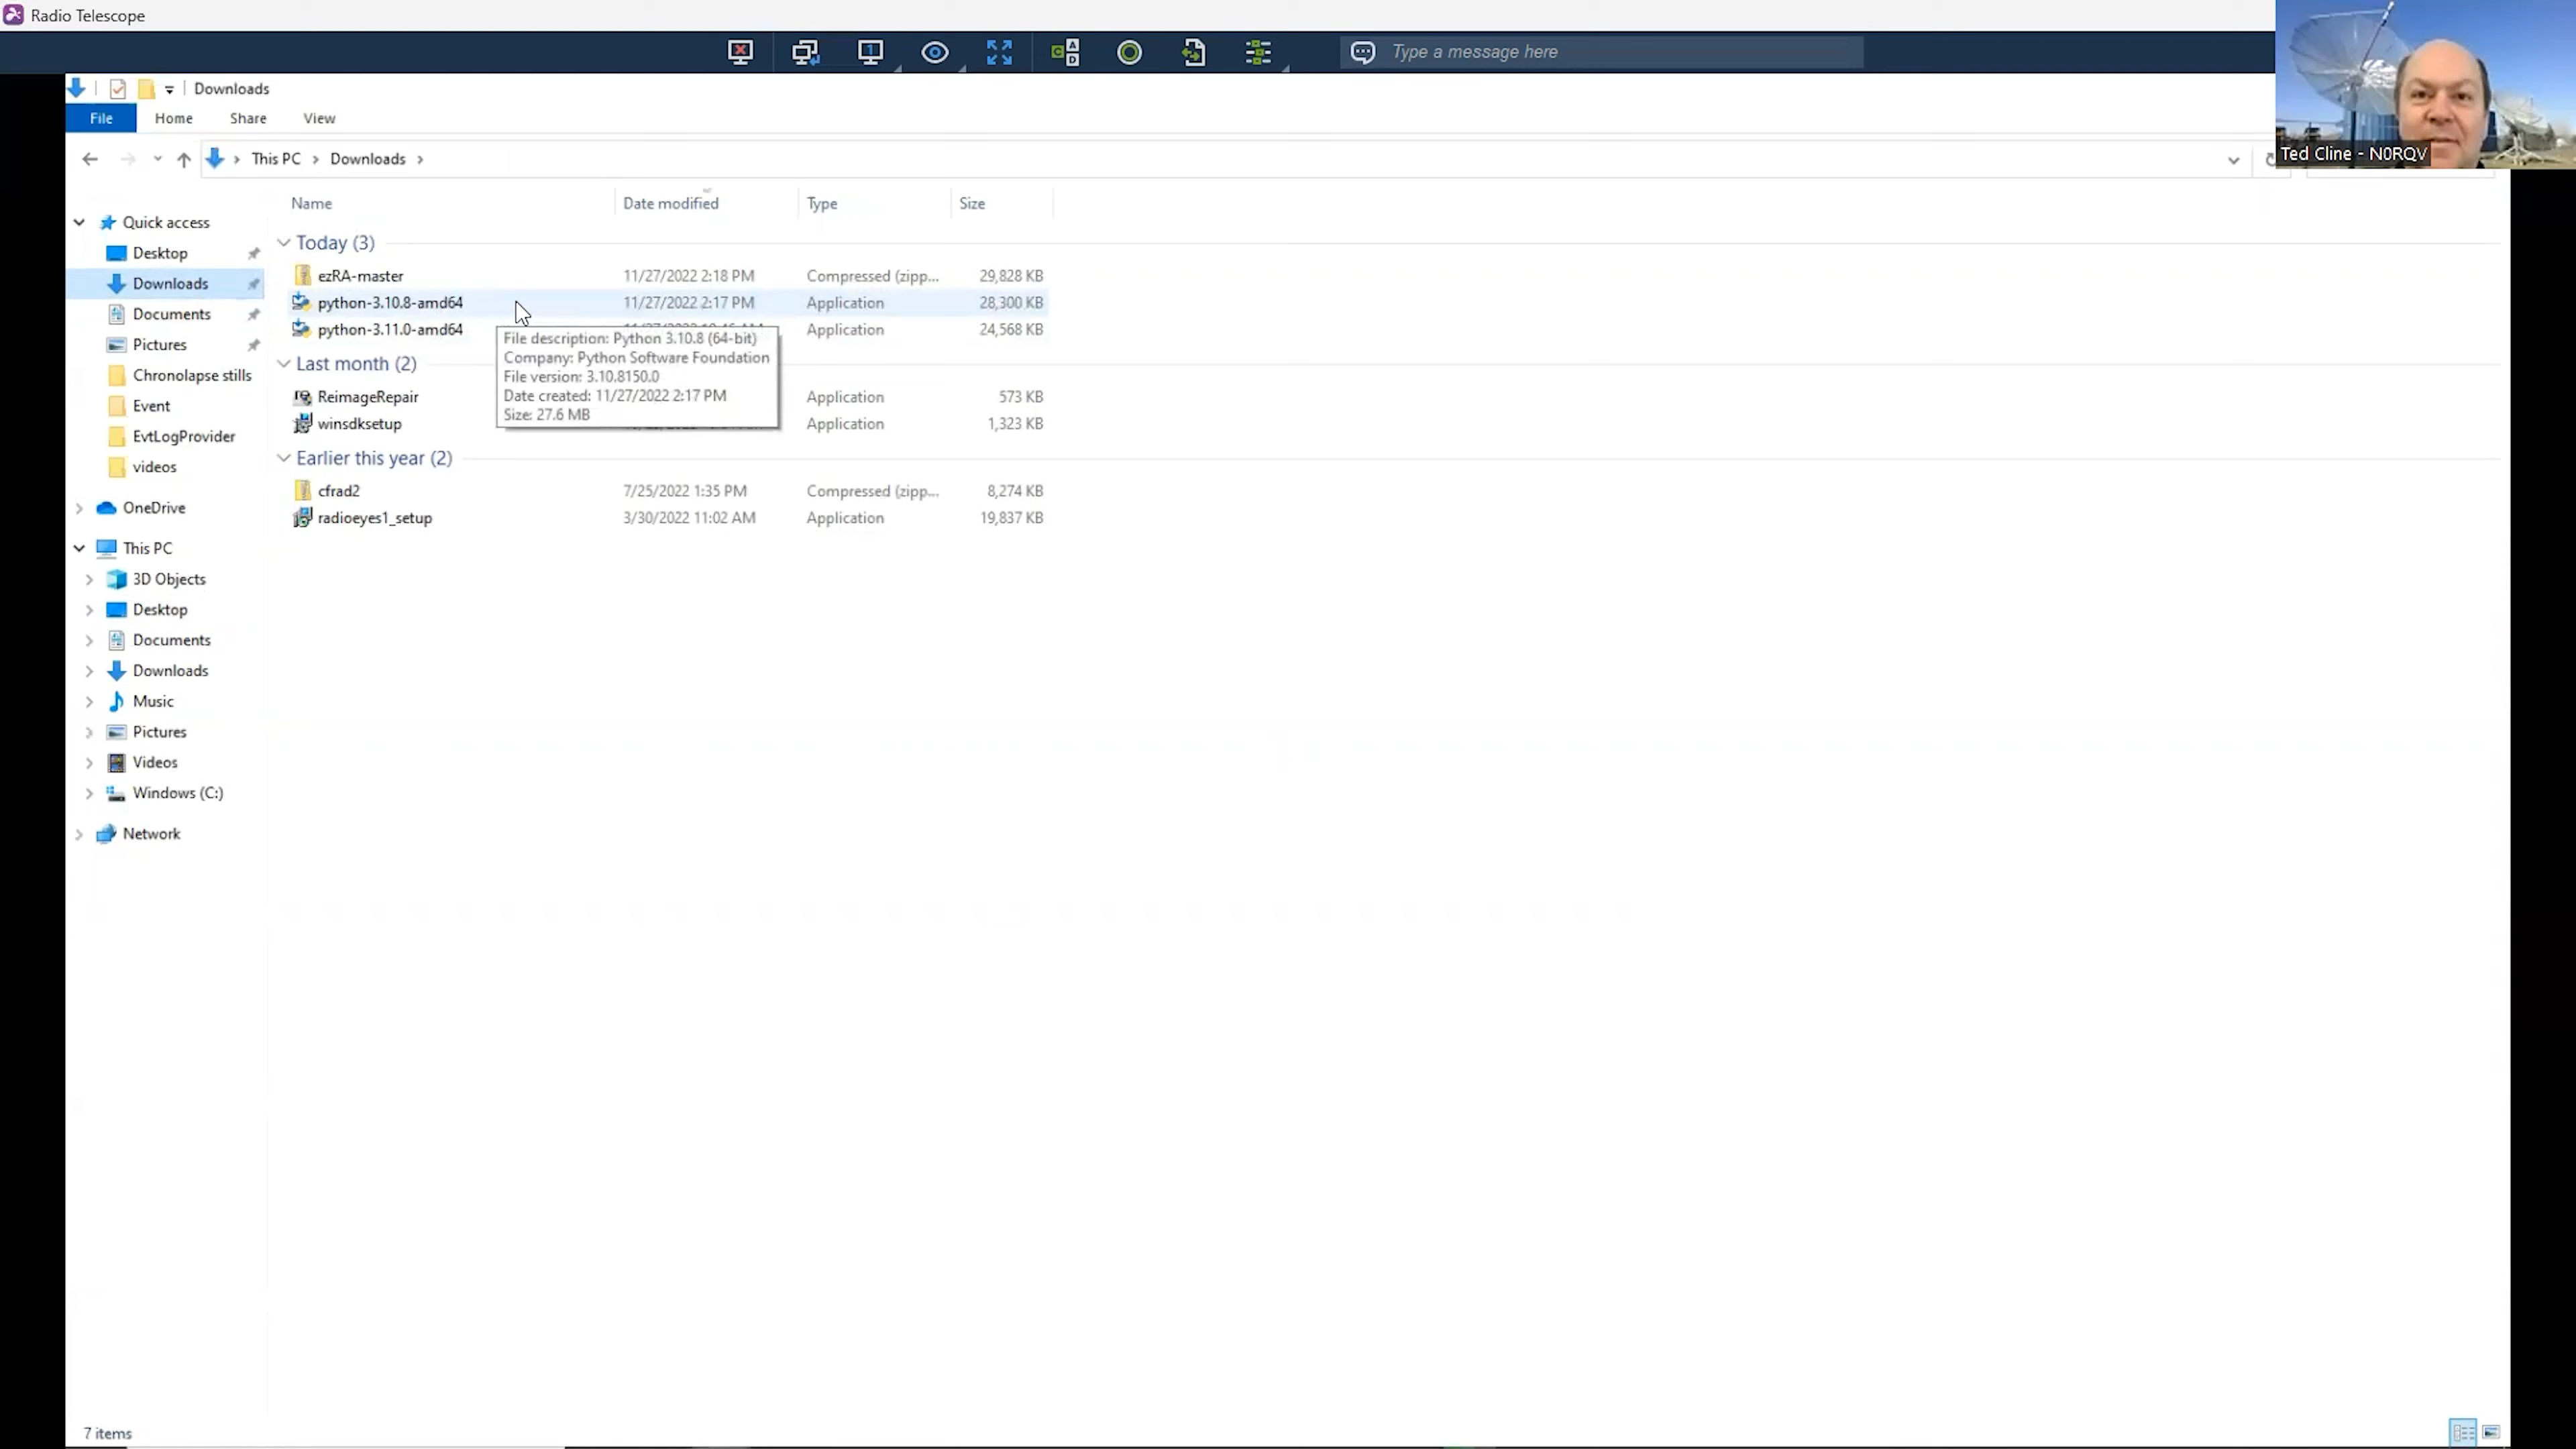 Radio Telescope
Type a message here
Ted Cline - N0RQV
Downloads
File Home Share View
This PC Downloads
Name Date modified Type Size
Quick access
Desktop
Downloads
Documents
Pictures
Chronolapse stills
Event
EvtLogProvider
videos
OneDrive
This PC
3D Objects
Desktop
Documents
Downloads
Music
Pictures
Videos
Windows (C:)
Network
Today (3)
ezRA-master 11/27/2022 2:18 PM Compressed (zipp... 29,828 KB
python-3.10.8-amd64 11/27/2022 2:17 PM Application 28,300 KB
python-3.11.0-amd64 Application 24,568 KB
File description: Python 3.10.8 (64-bit)
Company: Python Software Foundation
File version: 3.10.8150.0
Date created: 11/27/2022 2:17 PM
Size: 27.6 MB
Last month (2)
ReimageRepair Application 573 KB
winsdksetup Application 1,323 KB
Earlier this year (2)
cfrad2 7/25/2022 1:35 PM Compressed (zipp... 8,274 KB
radioeyes1_setup 3/30/2022 11:02 AM Application 19,837 KB
7 items